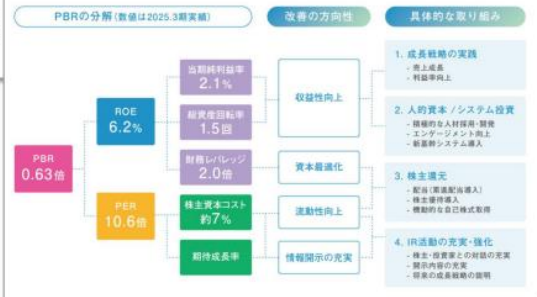 PBRの分解(数値は2025.3期実績)
改善の方向性
具体的な取り組み
PBR
0.63倍
ROE
6.2%
PER
10.6倍
当期純利益率
2.1%
総資産回転率
1.5回
財務レバレッジ
2.0倍
株主資本コスト
約7%
期待成長率
収益性向上
資本最適化
流動性向上
情報開示の充実
1. 成長戦略の実践
- 売上成長
- 利益率向上
2. 人的資本 / システム投資
- 積極的な人材採用・開発
- エンゲージメント向上
- 新基幹システム導入
3. 株主還元
- 配当(累進配当導入)
- 株主優待導入
- 機動的な自己株式取得
4. IR活動の充実・強化
- 株主・投資家との対話の充実
- 開示内容の充実
- 将来の成長戦略の説明